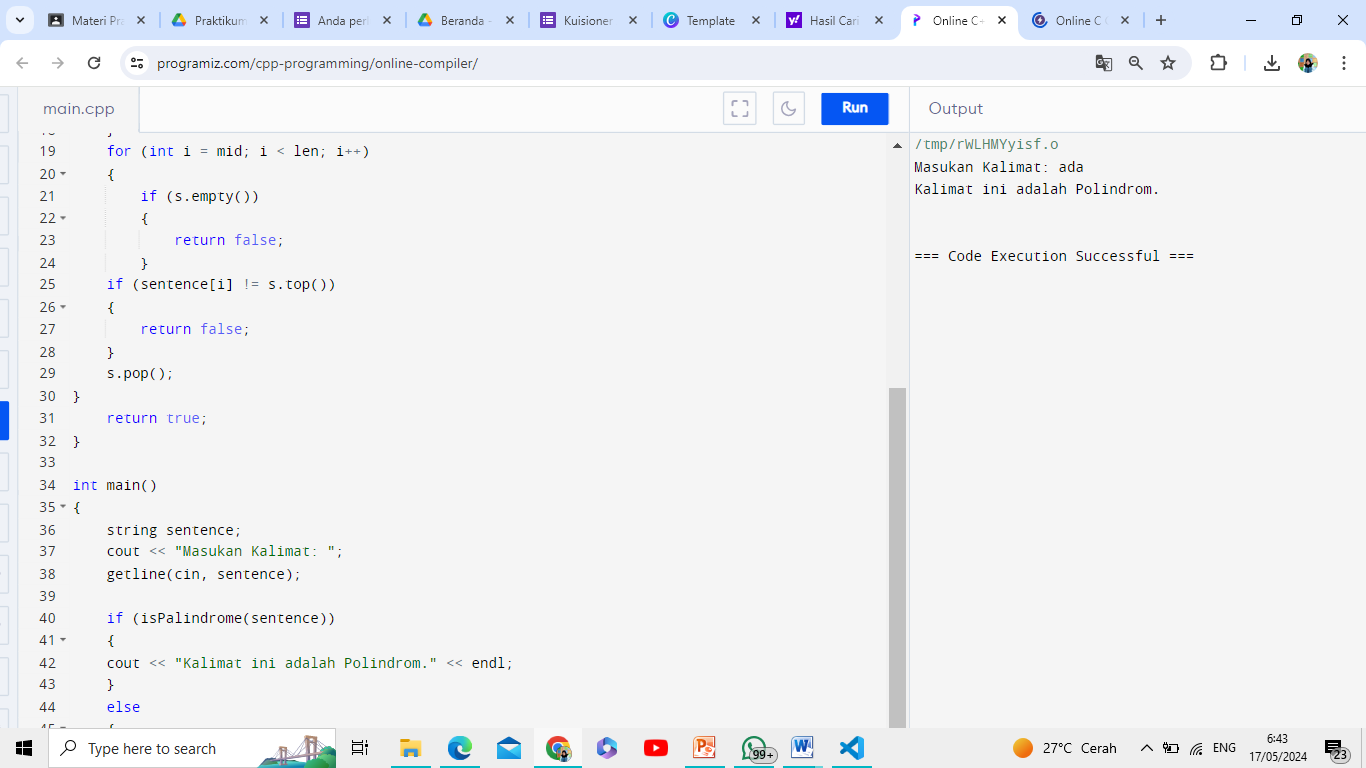 Materi Pra
Praktikum
Anda perl
Beranda -
Kuisioner
Template
Hasil Cari
Online C+
Online C
programiz.com/cpp-programming/online-compiler/
main.cpp
Run
Output
19 for (int i = mid; i < len; i++)
20 {
21 if (s.empty())
22 {
23 return false;
24 }
25 if (sentence[i] != s.top())
26 {
27 return false;
28 }
29 s.pop();
30 }
31 return true;
32 }
33
34 int main()
35 {
36 string sentence;
37 cout << "Masukan Kalimat: ";
38 getline(cin, sentence);
39
40 if (isPalindrome(sentence))
41 {
42 cout << "Kalimat ini adalah Polindrom." << endl;
43 }
44 else
/tmp/rWLHMYyisf.o
Masukan Kalimat: ada
Kalimat ini adalah Polindrom.
=== Code Execution Successful ===
Type here to search
99+
27°C Cerah
ENG
6:43
17/05/2024
23